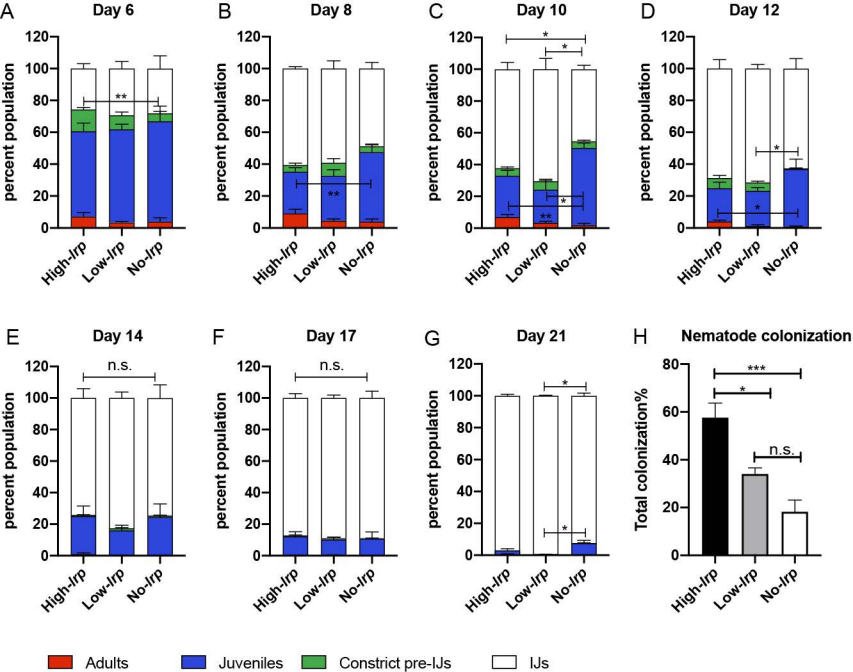 A Day 6
B Day 8
C Day 10
D Day 12
percent population
120
100
80
60
40
20
0
**
High-lrp
Low-lrp
No-lrp
percent population
120
100
80
60
40
20
0
**
High-lrp
Low-lrp
No-lrp
percent population
120
100
80
60
40
20
0
*
*
*
**
High-lrp
Low-lrp
No-lrp
percent population
120
100
80
60
40
20
0
*
*
High-lrp
Low-lrp
No-lrp
E Day 14
F Day 17
G Day 21
H Nematode colonization
percent population
120
100
80
60
40
20
0
n.s.
High-lrp
Low-lrp
No-lrp
percent population
120
100
80
60
40
20
0
n.s.
High-lrp
Low-lrp
No-lrp
percent population
120
100
80
60
40
20
0
*
*
High-lrp
Low-lrp
No-lrp
Total colonization%
80
60
40
20
0
***
*
n.s.
High-lrp
Low-lrp
No-lrp
Adults Juveniles Constrict pre-IJs IJs